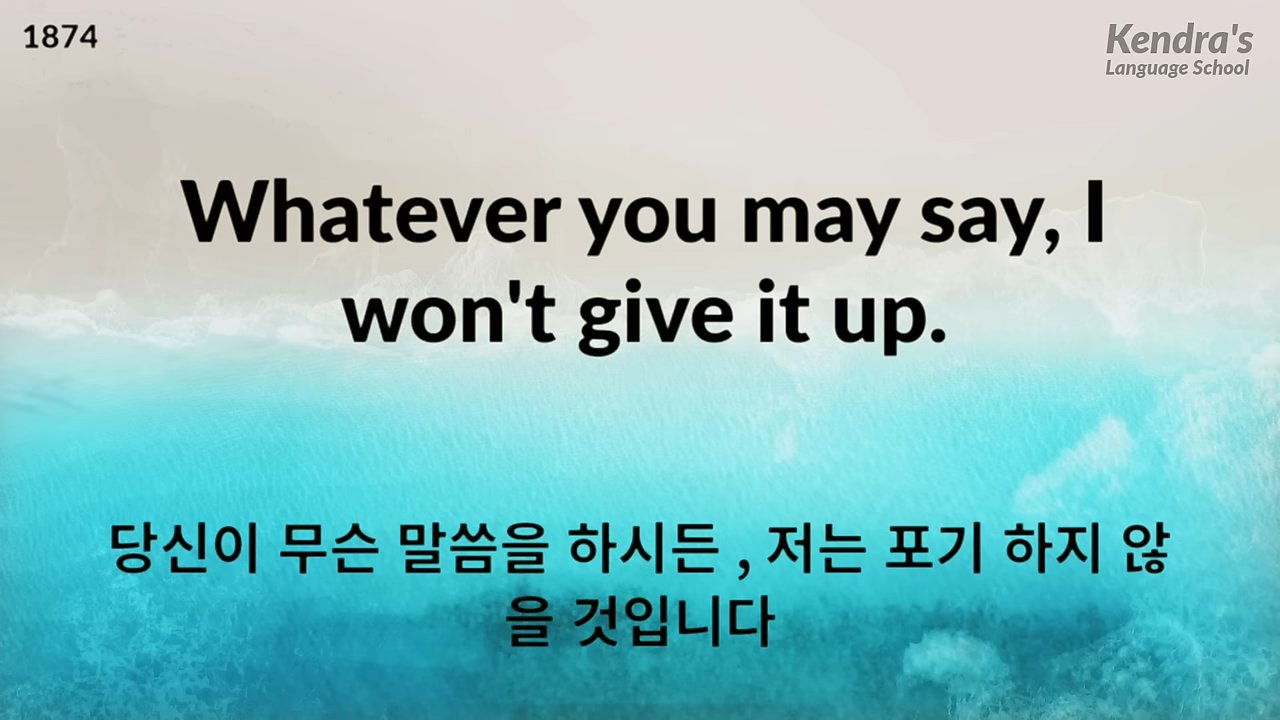 1874
Kendra's
Language School
Whatever you may say, I
won't give it up.
당신이 무슨 말씀을 하시든 , 저는 포기 하지 않
을 것입니다